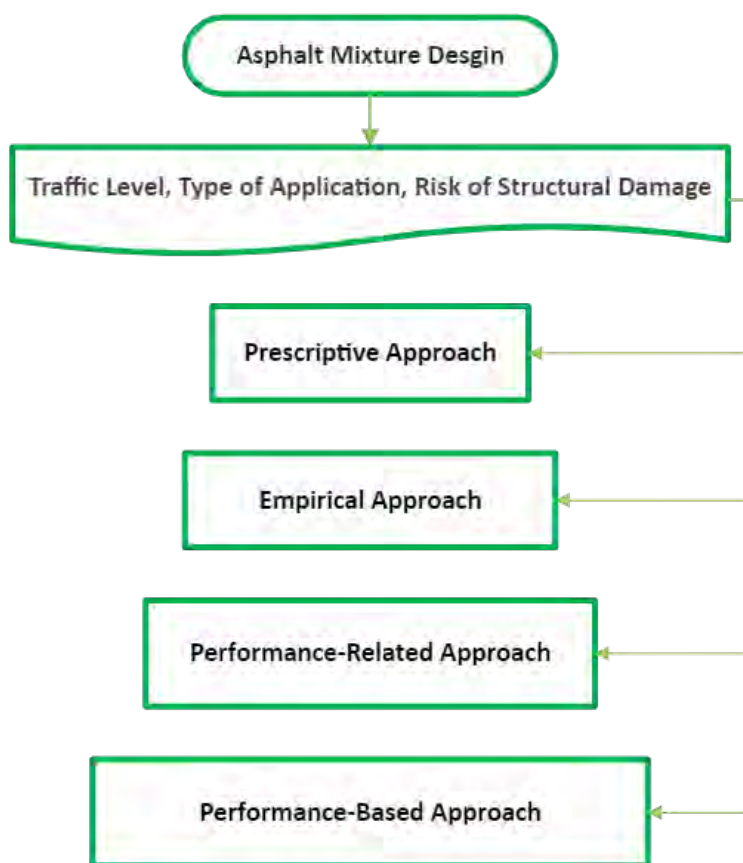 Asphalt Mixture Desgin
Traffic Level, Type of Application, Risk of Structural Damage
Prescriptive Approach
Empirical Approach
Performance-Related Approach
Performance-Based Approach